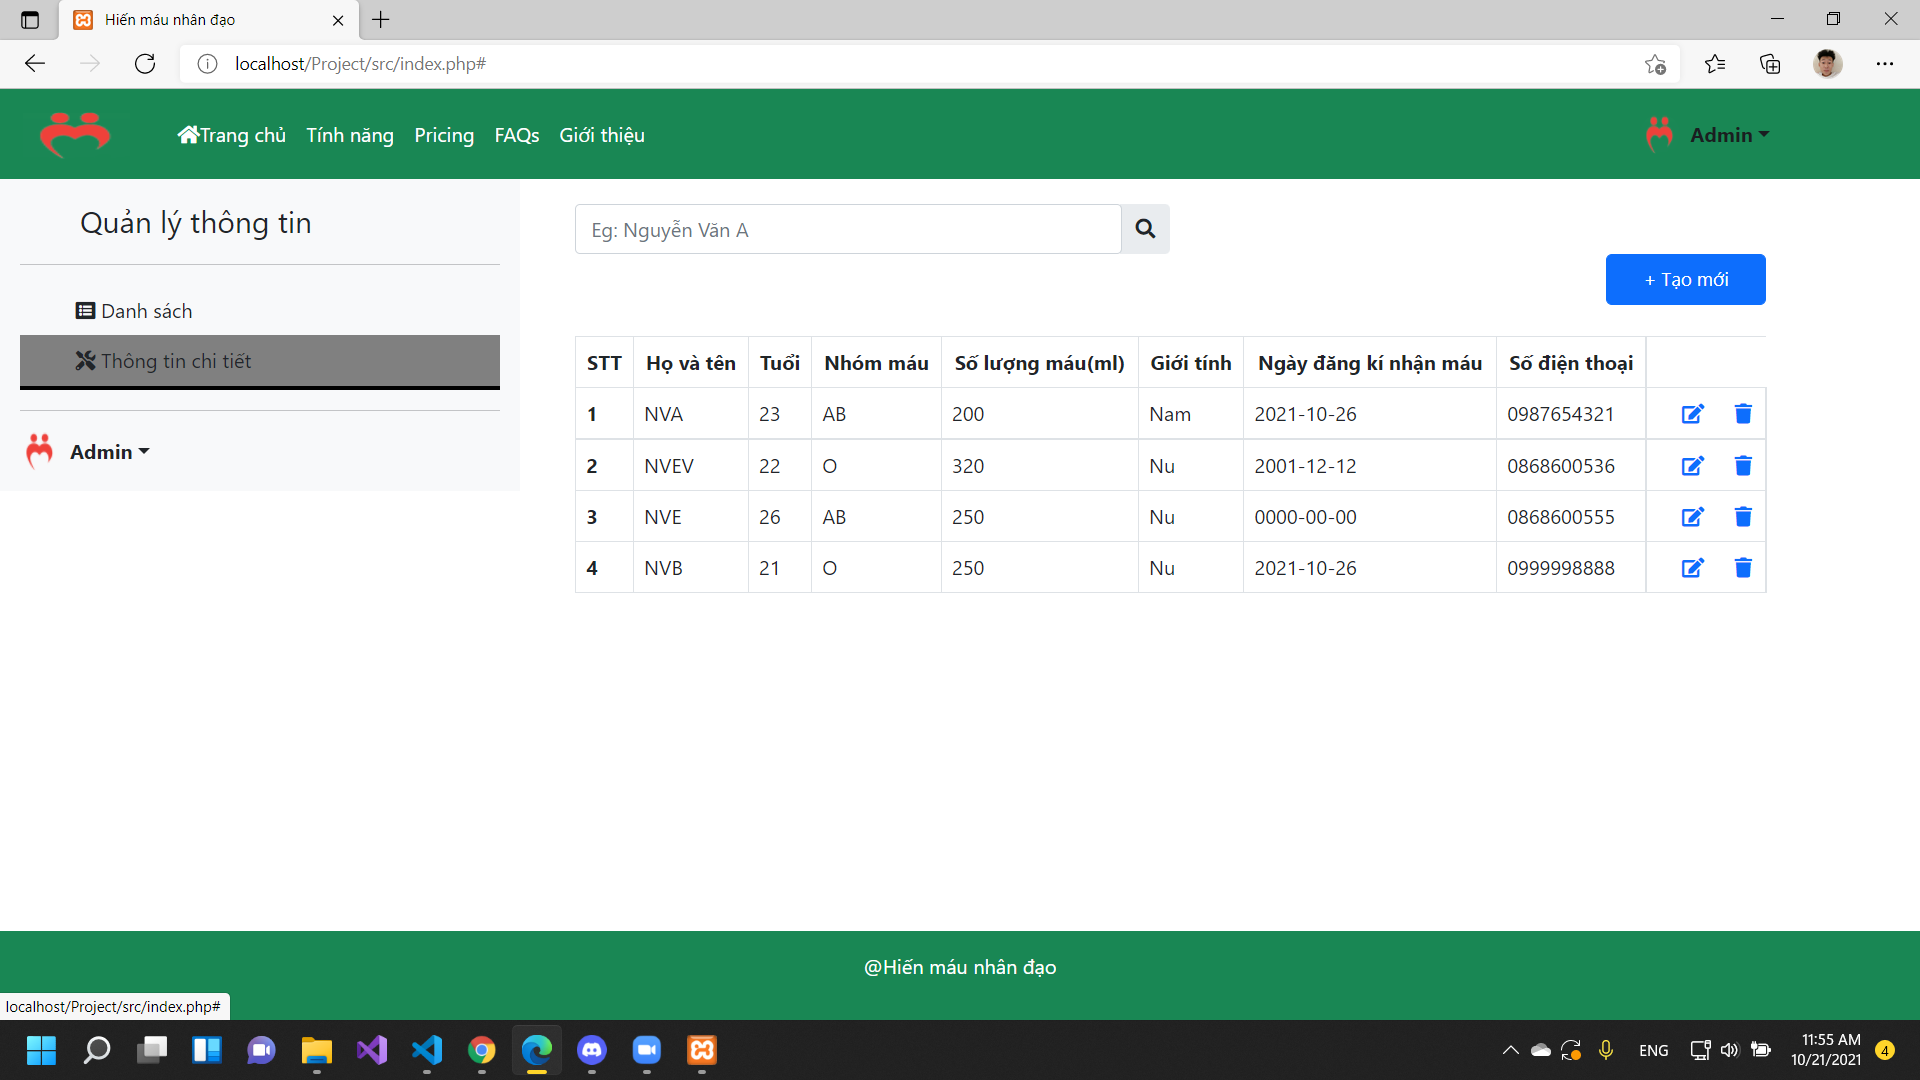 Hiến máu nhân đạo
localhost/Project/src/index.php#
Trang chủ Tính năng Pricing FAQs Giới thiệu Admin
Quản lý thông tin
Danh sách
Thông tin chi tiết
Admin
Eg: Nguyễn Văn A
+ Tạo mới
STT Họ và tên Tuổi Nhóm máu Số lượng máu(ml) Giới tính Ngày đăng kí nhận máu Số điện thoại
1 NVA 23 AB 200 Nam 2021-10-26 0987654321
2 NVEV 22 O 320 Nu 2001-12-12 0868600536
3 NVE 26 AB 250 Nu 0000-00-00 0868600555
4 NVB 21 O 250 Nu 2021-10-26 0999998888
@Hiến máu nhân đạo
localhost/Project/src/index.php#
ENG
11:55 AM
10/21/2021
4